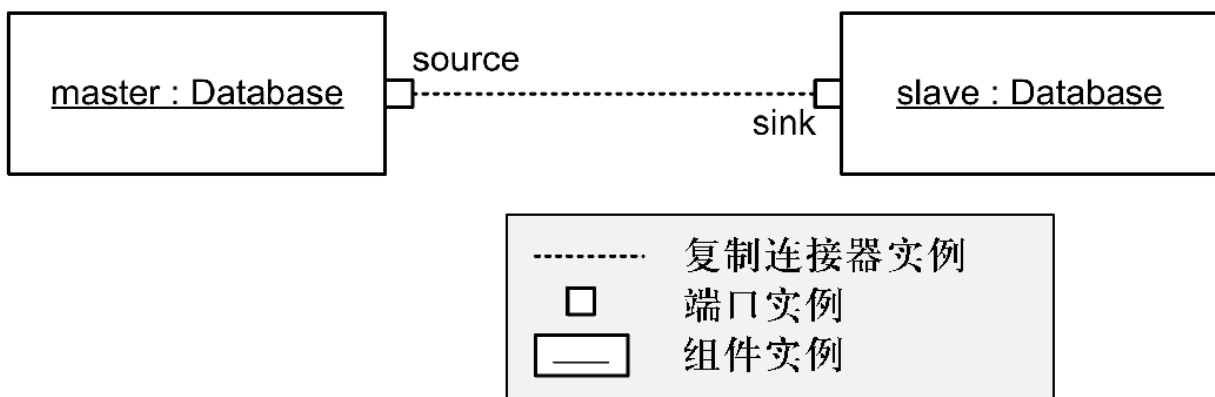 source
master : Database
slave : Database
sink
复制连接器实例
端口实例
组件实例